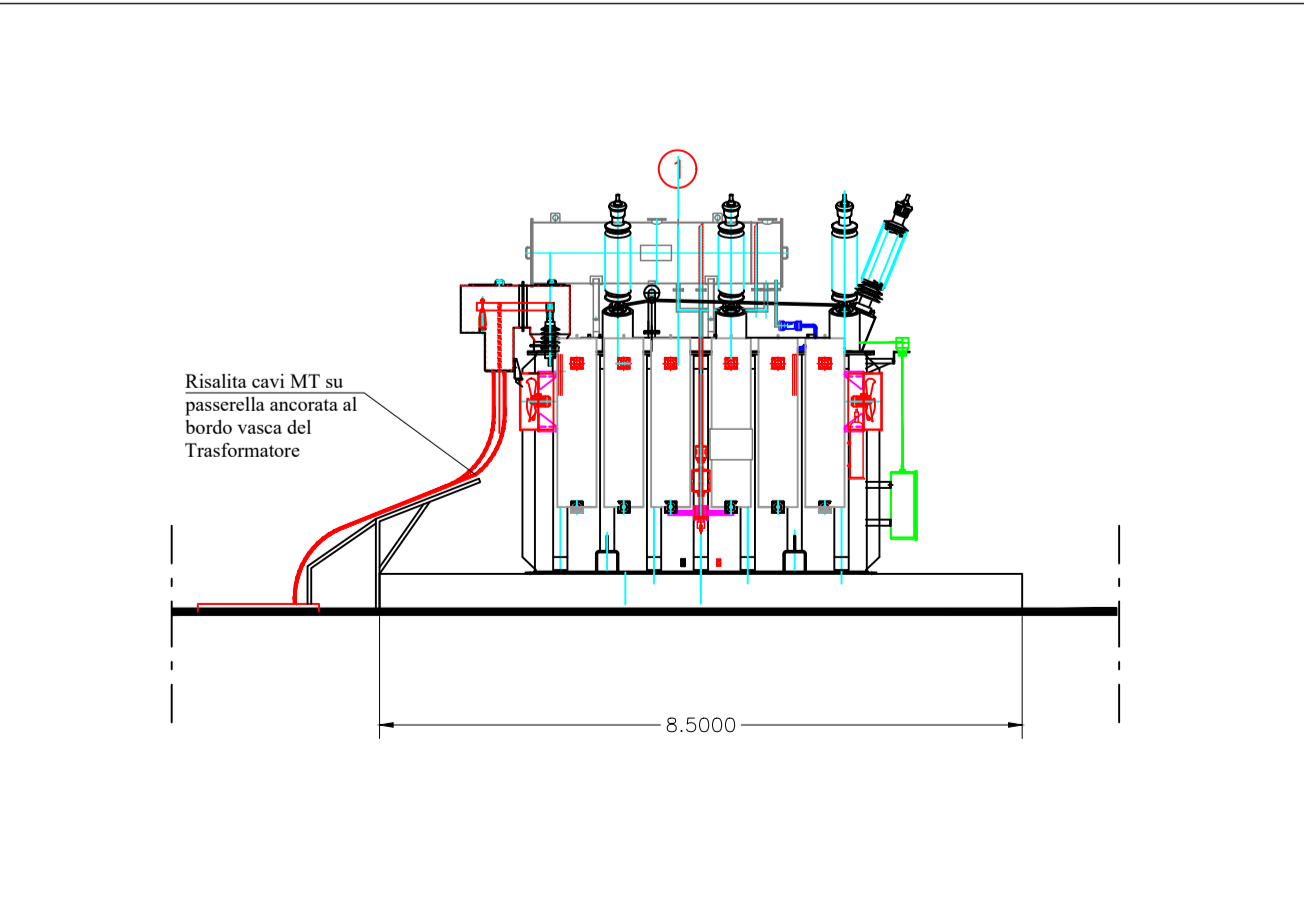 1
Risalita cavi MT su
passerella ancorata al
bordo vasca del
Trasformatore
8.5000